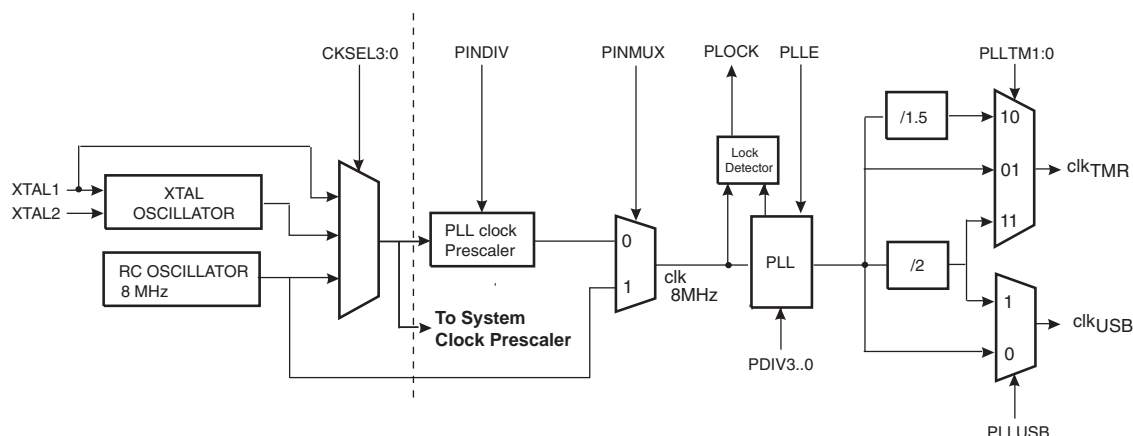 CKSEL3:0
PINDIV
PINMUX
PLOCK
PLLE
PLLTM1:0
/1.5
10
Lock
Detector
01
clkTMR
XTAL1
XTAL2
XTAL
OSCILLATOR
11
PLL clock
Prescaler
0
/2
RC OSCILLATOR
8 MHz
1
clk
8MHz
PLL
1
clkUSB
To System
Clock Prescaler
0
PDIV3..0
PLLUSB